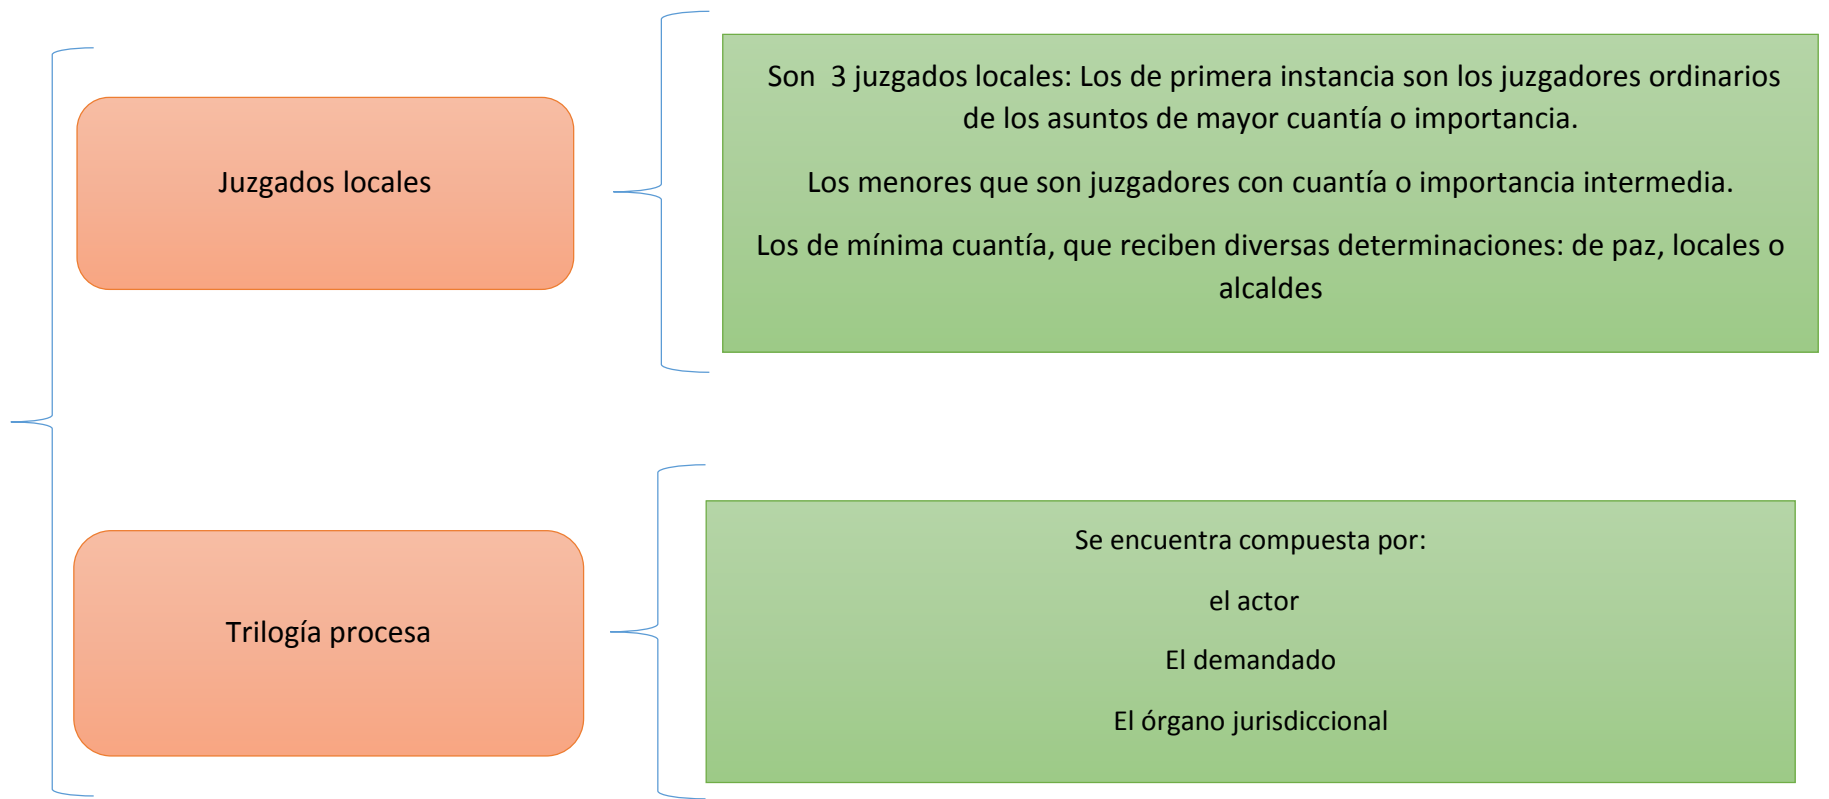 Juzgados locales
Son  3 juzgados locales: Los de primera instancia son los juzgadores ordinarios
de los asuntos de mayor cuantía o importancia.
Los menores que son juzgadores con cuantía o importancia intermedia.
Los de mínima cuantía, que reciben diversas determinaciones: de paz, locales o
alcaldes
Trilogía procesa
Se encuentra compuesta por:
el actor
El demandado
El órgano jurisdiccional